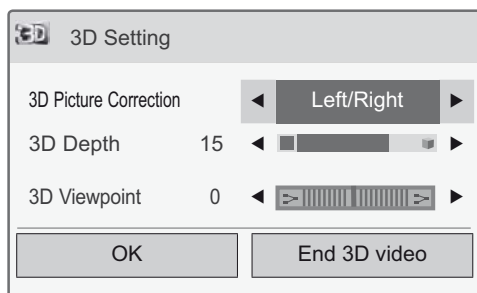 3D 3D Setting
3D Picture Correction ◄ Left/Right ►
3D Depth 15 ◄ ►
3D Viewpoint 0 ◄ ►
OK End 3D video